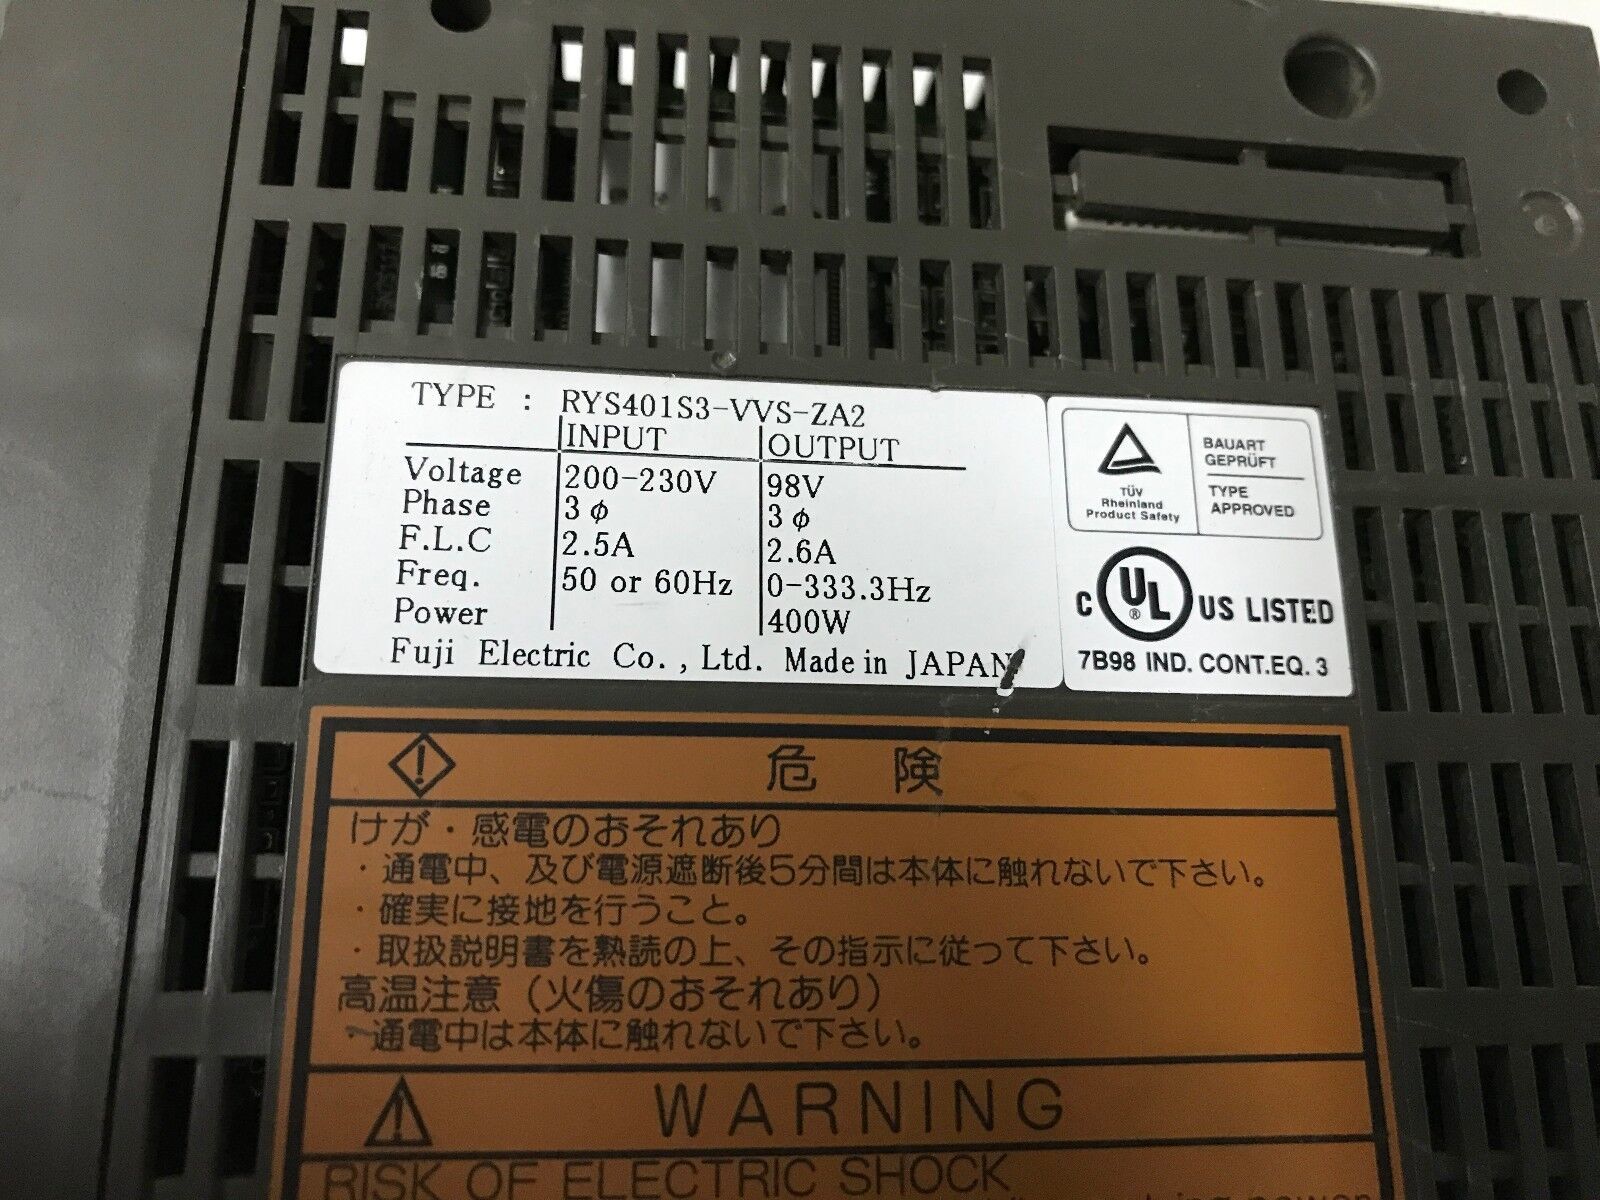 TYPE : RYS401S3-VVS-ZA2
INPUT OUTPUT
Voltage 200-230V 98V
Phase 3φ 3φ
F.L.C 2.5A 2.6A
Freq. 50 or 60Hz 0-333.3Hz
Power 400W
Fuji Electric Co., Ltd. Made in JAPAN
TÜV
Rheinland
Product Safety
BAUART
GEPRÜFT
TYPE
APPROVED
C UL ® US LISTED
7B98 IND. CONT.EQ. 3
危 険
けが・感電のおそれあり
・通電中、及び電源遮断後5分間は本体に触れないで下さい。
・確実に接地を行うこと。
・取扱説明書を熟読の上、その指示に従って下さい。
高温注意（火傷のおそれあり）
・通電中は本体に触れないで下さい。
WARNING
RISK OF ELECTRIC SHOCK